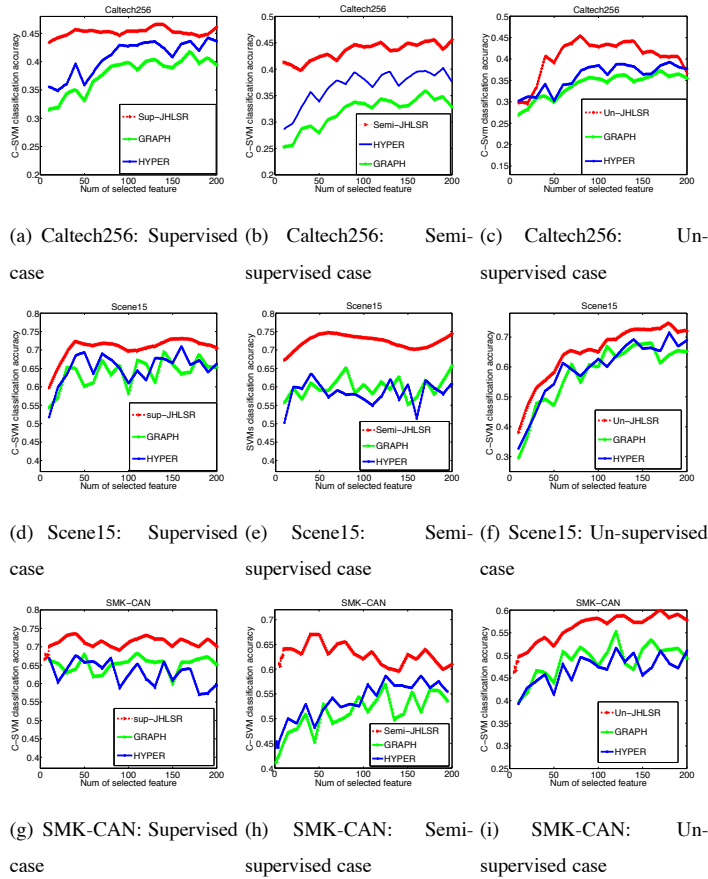 Caltech256
Caltech256
Caltech256
C−SVM classification accuracy
0.45
0.4
0.35
0.3
0.25
0.2
Sup−JHLSR
HYPER
GRAPH
0 50 100 150 200
Num of selected feature
C−SVM classification accuracy
0.5
0.45
0.4
0.35
0.3
0.25
0.2
Semi−JHLSR
HYPER
GRAPH
0 50 100 150 200
Num of selected feature
C−Svm classification accuracy
0.5
0.45
0.4
0.35
0.3
0.25
0.2
Un−JHLSR
GRAPH
HYPER
0 50 100 150 200
Number of selected feature
(a) Caltech256: Supervised (b) Caltech256: Semi- (c) Caltech256: Un-
case supervised case supervised case
Scene15
Scene15
Scene15
C−SVM classification accuracy
0.8
0.75
0.7
0.65
0.6
0.55
0.5
0.45
0.4
sup−JHLSR
GRAPH
HYPER
0 50 100 150 200
Num of selected feature
SVMs classification accuracy
0.8
0.75
0.7
0.65
0.6
0.55
0.5
0.45
0.4
Semi−JHLSR
GRAPH
HYPER
0 50 100 150 200
Num of selected feature
C−SVM classification accuracy
0.7
0.6
0.5
0.4
0.3
Un−JHLSR
GRAPH
HYPER
0 50 100 150 200
Num of selected feature
(d) Scene15: Supervised (e) Scene15: Semi- (f) Scene15: Un-supervised
case supervised case case
SMK−CAN
SMK−CAN
SMK−CAN
C−SVM classification accuracy
0.8
0.75
0.7
0.65
0.6
0.55
0.5
0.45
0.4
sup−JHLSR
GRAPH
HYPER
0 50 100 150 200
Num of selected feature
C−SVM classification accuracy
0.7
0.65
0.6
0.55
0.5
0.45
0.4
Semi−JHLSR
GRAPH
HYPER
0 50 100 150 200
Num of selected feature
C−SVM classification accuracy
0.6
0.55
0.5
0.45
0.4
0.35
0.3
0.25
Un−JHLSR
GRAPH
HYPER
0 50 100 150 200
Num of selected feature
(g) SMK-CAN: Supervised (h) SMK-CAN: Semi- (i) SMK-CAN: Un-
case supervised case supervised case